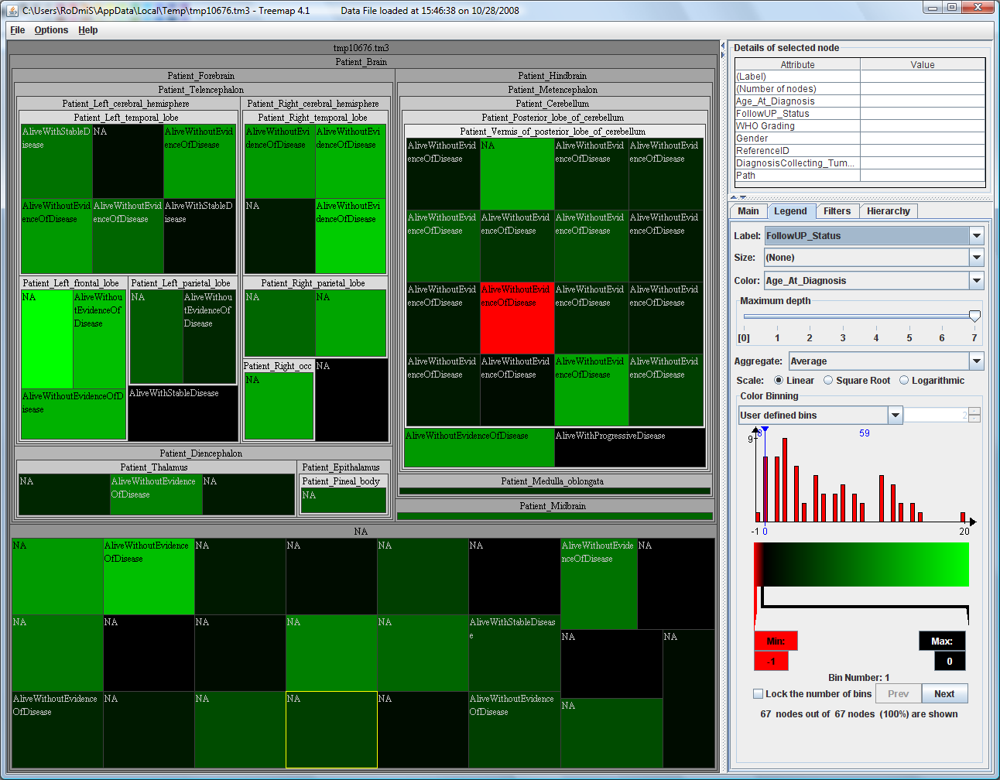 C:\Users\RoDmiS\AppData\Local\Temp\tmp10676.tm3 - Treemap 4.1 Data File loaded at 15:46:38 on 10/28/2008
File Options Help
tmp10676.tm3
Patient_Brain
Patient_Forebrain
Patient_Telencephalon
Patient_Left_cerebral_hemisphere
Patient_Left_temporal_lobe
AliveWithStableD
isease
NA
AliveWithoutEvi
denceOfDisease
AliveWithoutEvid
enceOfDisease
AliveWithoutEvid
enceOfDisease
AliveWithStableD
isease
Patient_Left_frontal_lobe
NA
AliveWithou
tEvidenceOf
Disease
AliveWithoutEvidenceOfD
isease
Patient_Left_parietal_lobe
NA
AliveWithou
tEvidenceOf
Disease
AliveWithStableDisease
Patient_Right_cerebral_hemisphere
Patient_Right_temporal_lobe
AliveWithoutEvi
denceOfDisease
AliveWithoutEvi
denceOfDisease
NA
AliveWithoutEvi
denceOfDisease
Patient_Right_parietal_lobe
NA
NA
Patient_Right_occ
NA
NA
Patient_Diencephalon
Patient_Thalamus
NA
AliveWithoutEvidence
OfDisease
NA
Patient_Epithalamus
Patient_Pineal_body
NA
Patient_Hindbrain
Patient_Metencephalon
Patient_Cerebellum
Patient_Posterior_lobe_of_cerebellum
Patient_Vermis_of_posterior_lobe_of_cerebellum
AliveWithoutEvid
enceOfDisease
NA
AliveWithoutEvid
enceOfDisease
AliveWithoutEvid
enceOfDisease
AliveWithoutEvid
enceOfDisease
AliveWithoutEvid
enceOfDisease
AliveWithoutEvid
enceOfDisease
AliveWithoutEvid
enceOfDisease
AliveWithoutEvid
enceOfDisease
AliveWithoutEvid
enceOfDisease
AliveWithoutEvid
enceOfDisease
AliveWithoutEvid
enceOfDisease
AliveWithoutEvid
enceOfDisease
AliveWithoutEvid
enceOfDisease
AliveWithoutEvid
enceOfDisease
AliveWithoutEvid
enceOfDisease
AliveWithoutEvidenceOfDisease
AliveWithProgressiveDisease
Patient_Medulla_oblongata
Patient_Midbrain
NA
NA
AliveWithoutEvidence
OfDisease
NA
NA
NA
NA
AliveWithoutEvide
nceOfDisease
NA
NA
NA
NA
NA
NA
AliveWithStableDiseas
e
NA
NA
AliveWithoutEvidence
OfDisease
NA
NA
NA
NA
AliveWithoutEvidence
OfDisease
NA
Details of selected node
Attribute Value
(Label)
(Number of nodes)
Age_At_Diagnosis
FollowUP_Status
WHO Grading
Gender
ReferenceID
DiagnosisCollecting_Tum...
Path
Main Legend Filters Hierarchy
Label: FollowUP_Status
Size: (None)
Color: Age_At_Diagnosis
Maximum depth
[0] 1 2 3 4 5 6 7
Aggregate: Average
Scale: Linear Square Root Logarithmic
Color Binning
User defined bins 2
8 59
9
-1 0 20
Min: Max:
-1 0
Bin Number: 1
Lock the number of bins Prev Next
67 nodes out of 67 nodes (100%) are shown